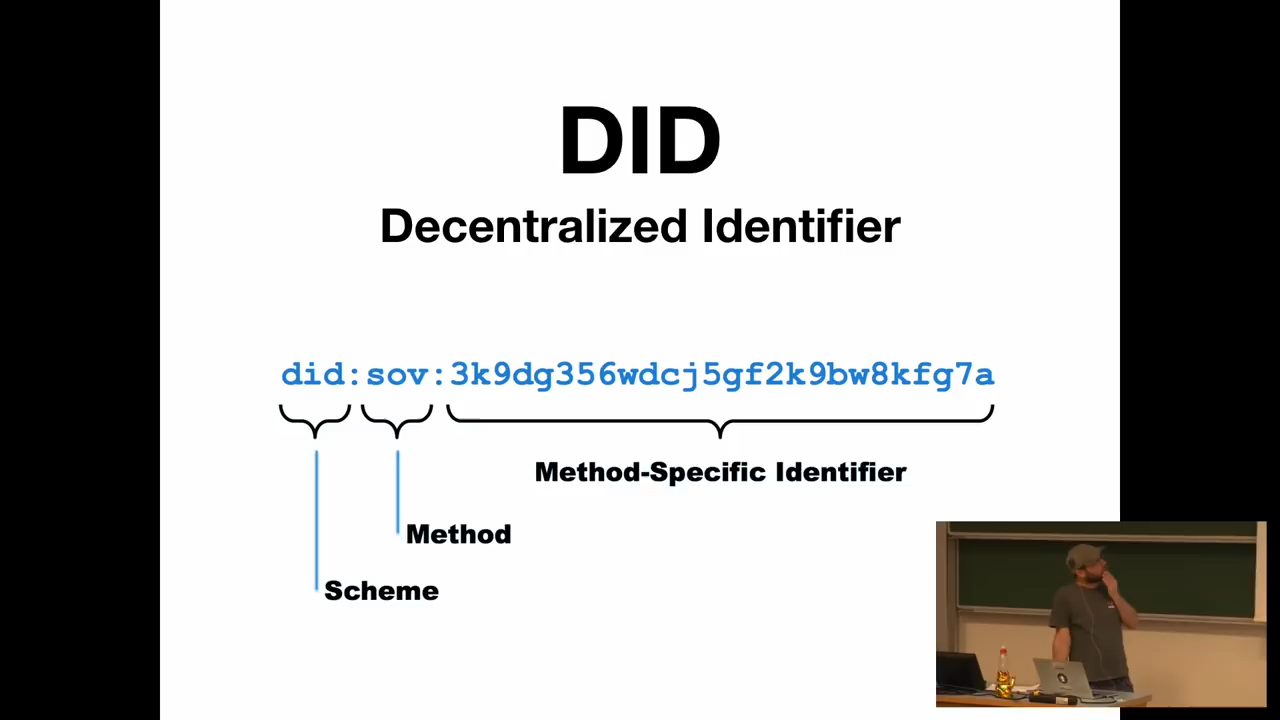 DID
Decentralized Identifier
did:sov:3k9dg356wdcj5gf2k9bw8kfg7a
Method-Specific Identifier
Method
Scheme